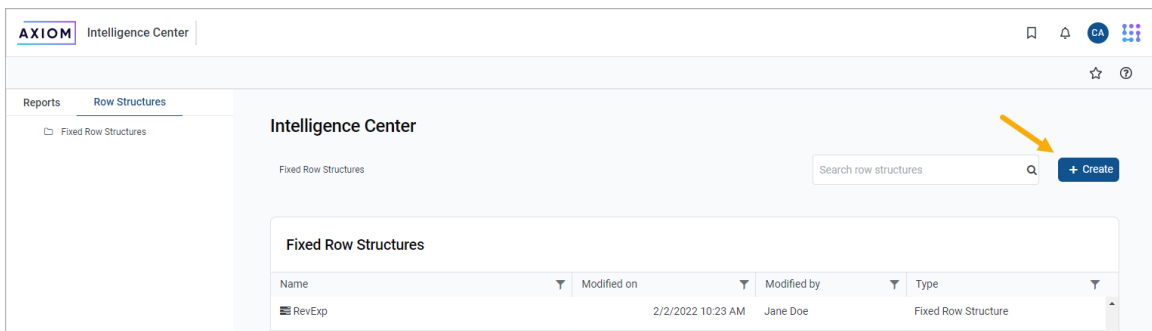 AXIOM Intelligence Center
CA
Reports Row Structures
Fixed Row Structures
Intelligence Center
Fixed Row Structures
Search row structures
+ Create
Fixed Row Structures
Name Modified on Modified by Type
RevExp 2/2/2022 10:23 AM Jane Doe Fixed Row Structure